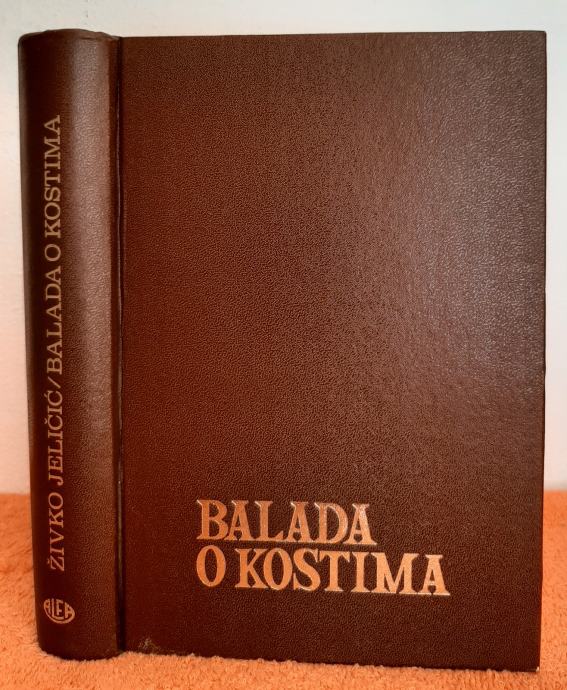 ŽIVKO JELIČIĆ/BALADA O KOSTIMA
ALFA
BALADA
O KOSTIMA